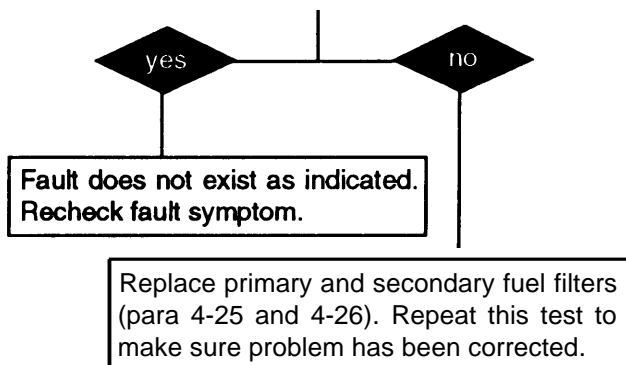 yes
no
Fault does not exist as indicated.
Recheck fault symptom.
Replace primary and secondary fuel filters
(para 4-25 and 4-26). Repeat this test to
make sure problem has been corrected.